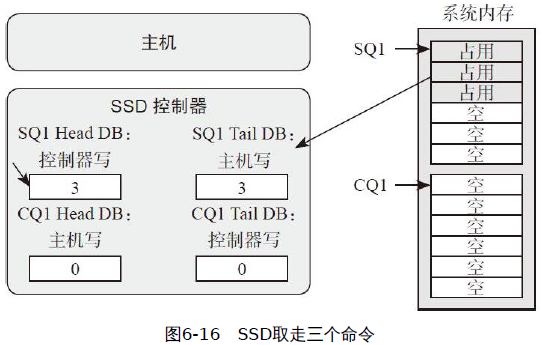 主机
SSD 控制器
SQ1 Head DB:
控制器写
3
SQ1 Tail DB:
主机写
3
CQ1 Head DB:
主机写
0
CQ1 Tail DB:
控制器写
0
系统内存
SQ1
占用
占用
占用
空
空
空
CQ1
空
空
空
空
空
空
图6-16 SSD取走三个命令